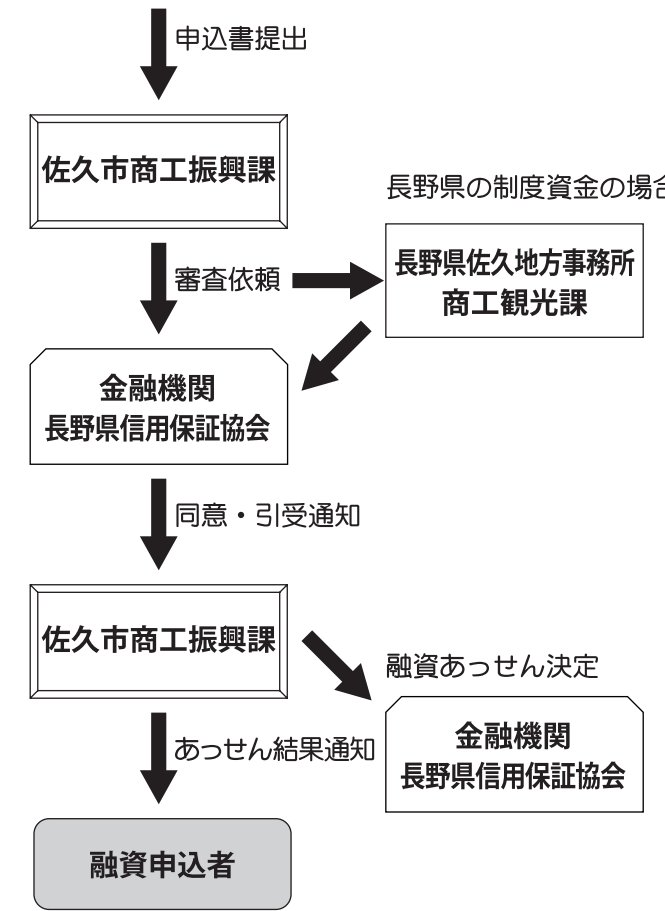 申込書提出
佐久市商工振興課
長野県の制度資金の場合
審査依頼
長野県佐久地方事務所
商工観光課
金融機関
長野県信用保証協会
同意・引受通知
佐久市商工振興課
融資あっせん決定
金融機関
長野県信用保証協会
あっせん結果通知
融資申込者